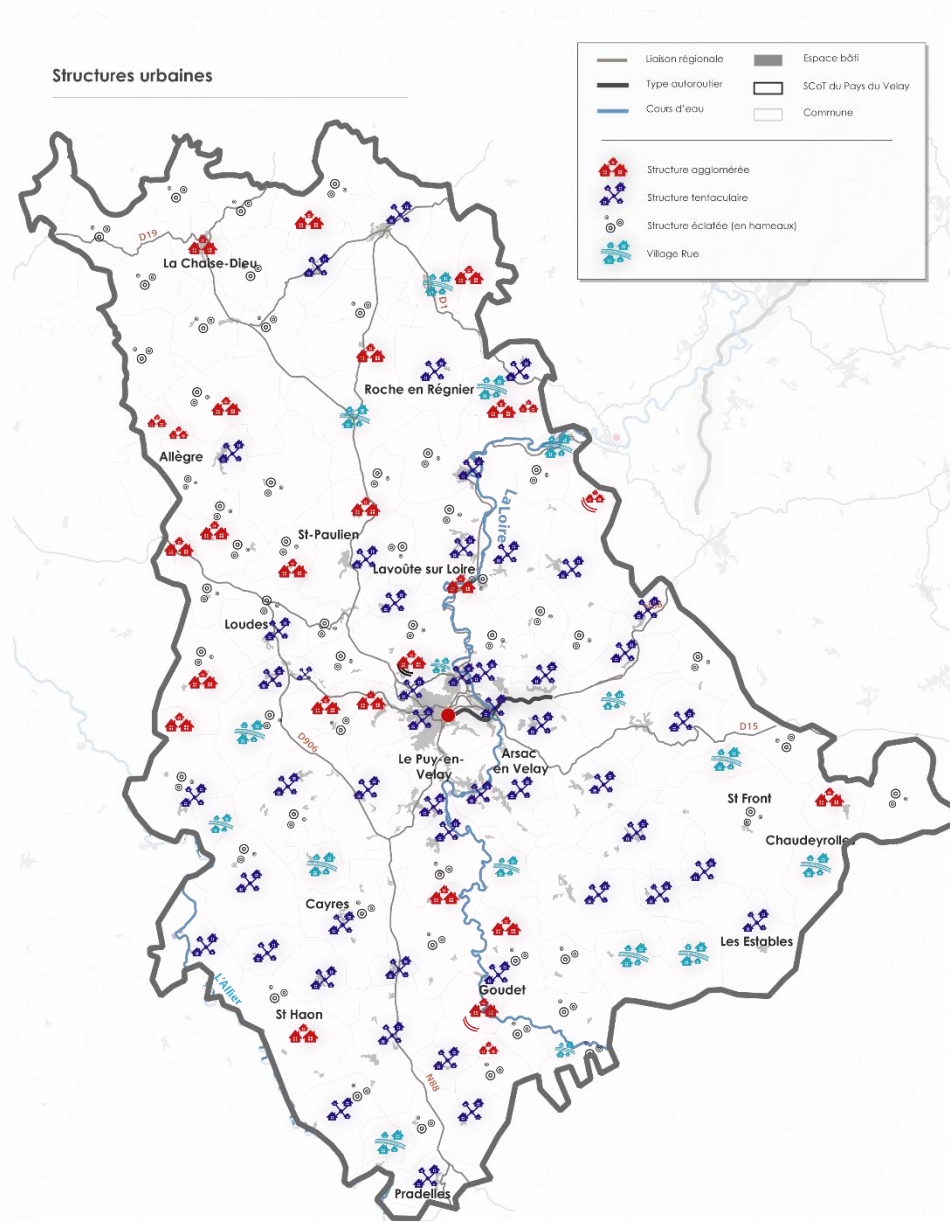 Structures urbaines
Liaison régionale
Type autoroutier
Cours d'eau
Espace bâti
SCoT du Pays du Velay
Commune
Structure agglomérée
Structure tentaculaire
Structure éclatée (en hameaux)
Village Rue
D19
La Chaise-Dieu
D1
Roche en Régnier
Allègre
La Loire
St-Paulien
Lavoûte sur Loire
Loudes
D906
D15
Le Puy-en-
Velay
Arsac
en Velay
St Front
Chaudeyrolles
Cayres
Les Estables
L'Allier
Goudet
St Haon
N88
Pradelles